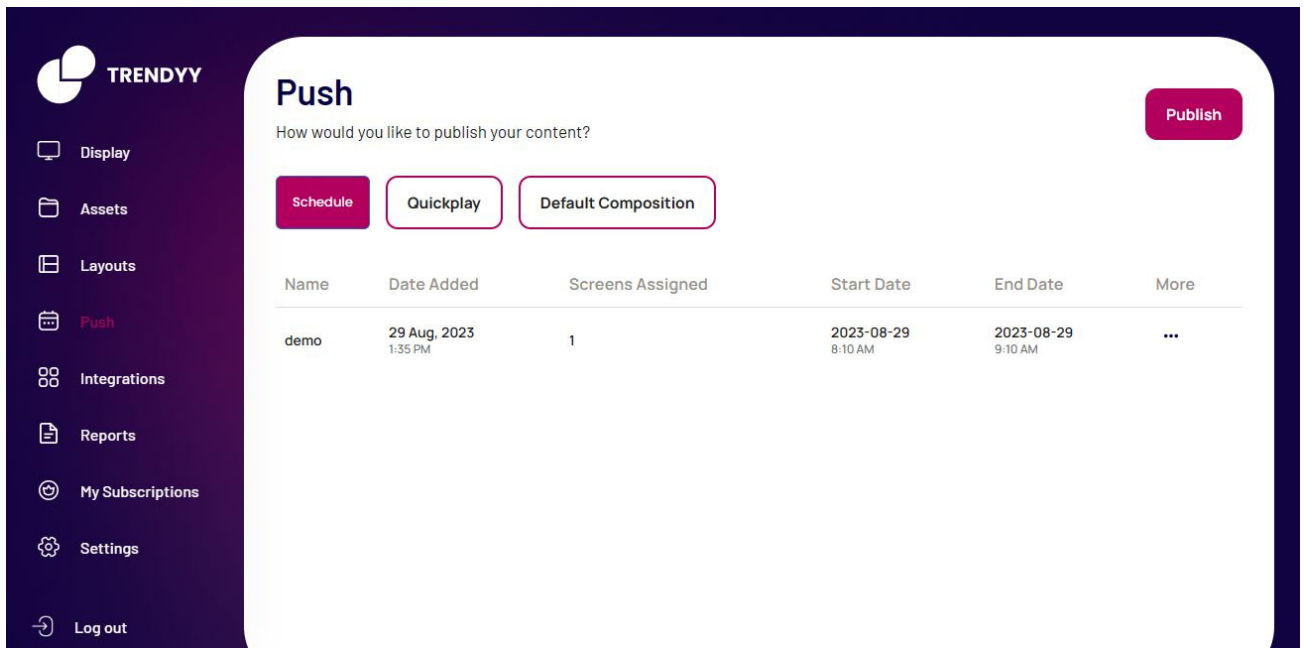 TRENDYY
Display
Assets
Layouts
Push
Integrations
Reports
My Subscriptions
Settings
Log out
Push
How would you like to publish your content?
Publish
Schedule Quickplay Default Composition
Name Date Added Screens Assigned Start Date End Date More
demo 29 Aug, 2023 1 2023-08-29 2023-08-29 •••
1:35 PM 8:10 AM 9:10 AM